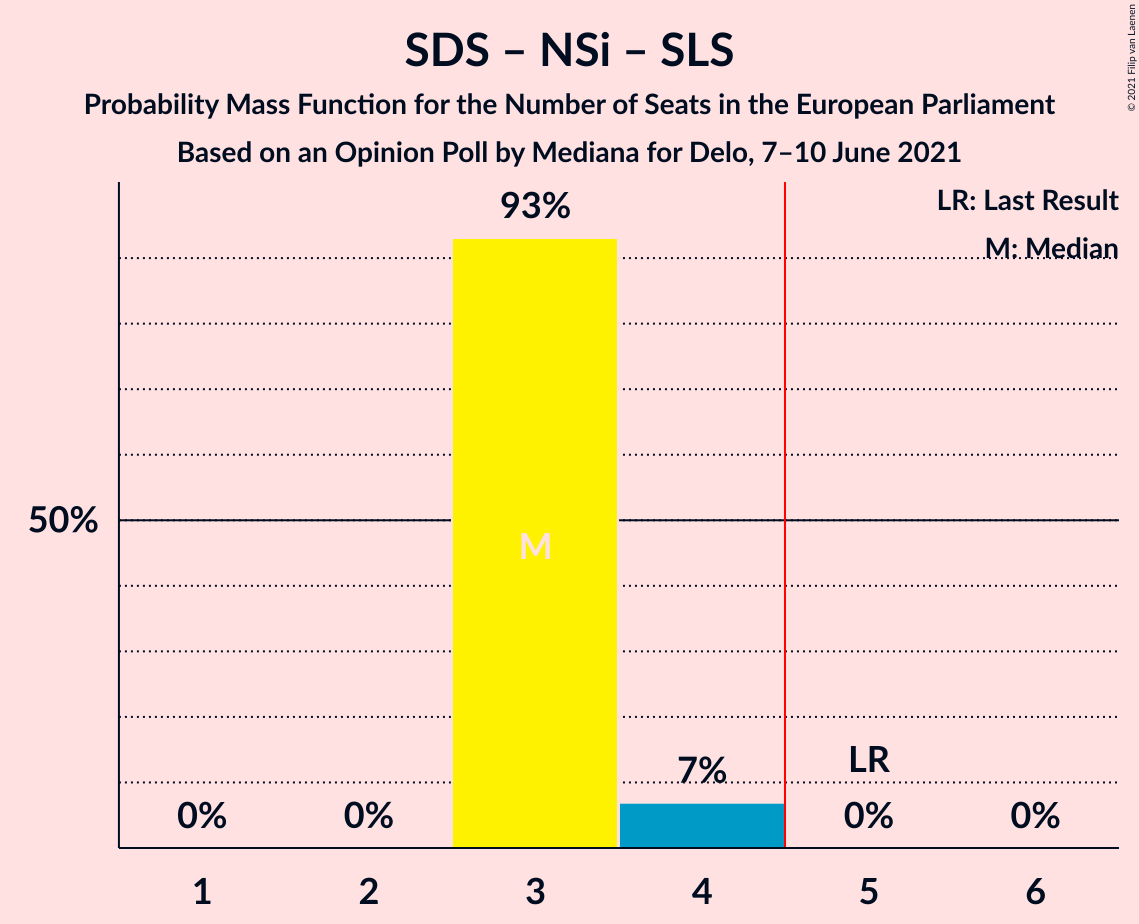 SDS – NSi – SLS
Probability Mass Function for the Number of Seats in the European Parliament
Based on an Opinion Poll by Mediana for Delo, 7–10 June 2021
© 2021 Filip van Laenen
LR: Last Result
M: Median
93%
50%
M
7%
LR
0%
0%
0%
0%
1
2
3
4
5
6